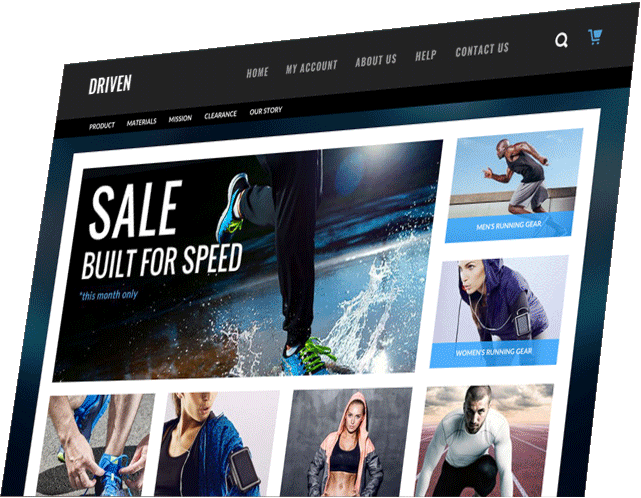 DRIVEN
HOME MY ACCOUNT ABOUT US HELP CONTACT US
PRODUCT MATERIALS MISSION CLEARANCE OUR STORY
SALE
BUILT FOR SPEED
*this month only
MEN'S RUNNING GEAR
WOMEN'S RUNNING GEAR